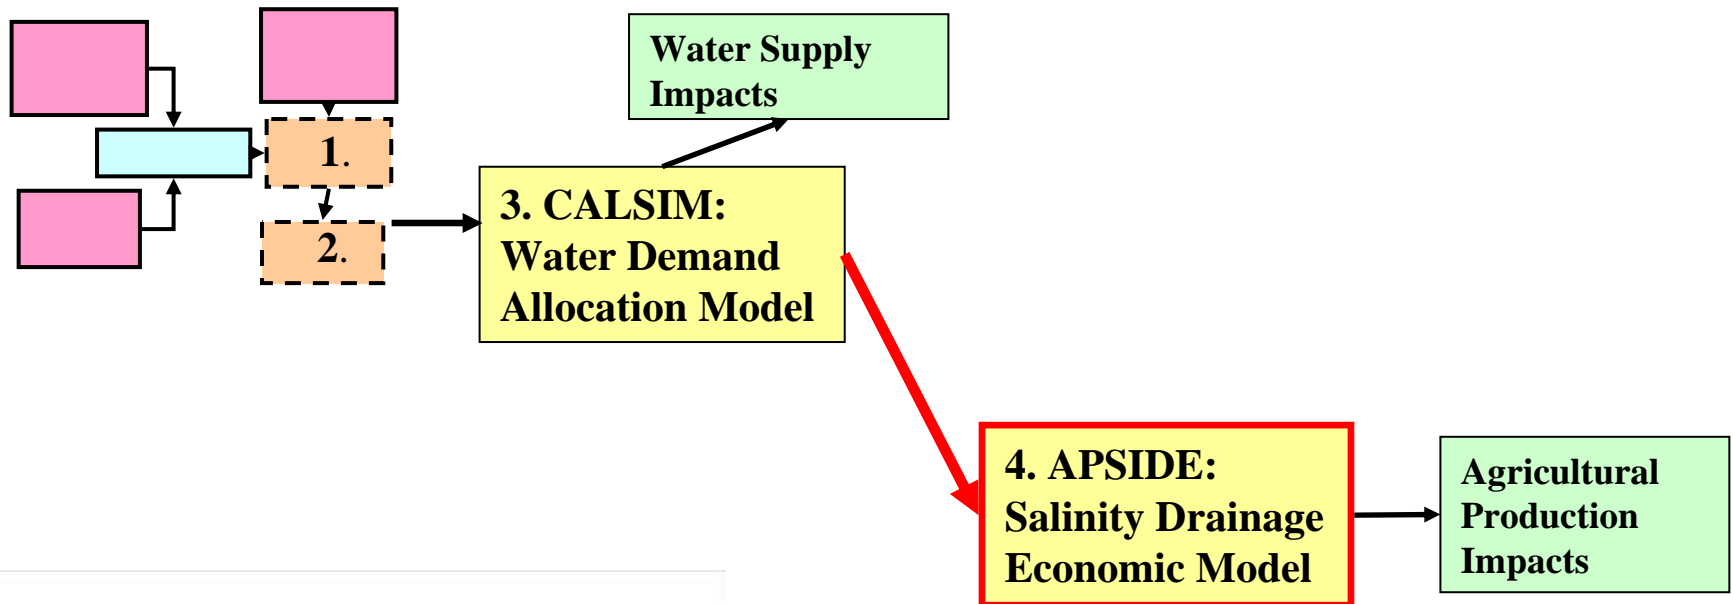 Water Supply
Impacts
1.
2.
3. CALSIM:
Water Demand
Allocation Model
4. APSIDE:
Salinity Drainage
Economic Model
Agricultural
Production
Impacts